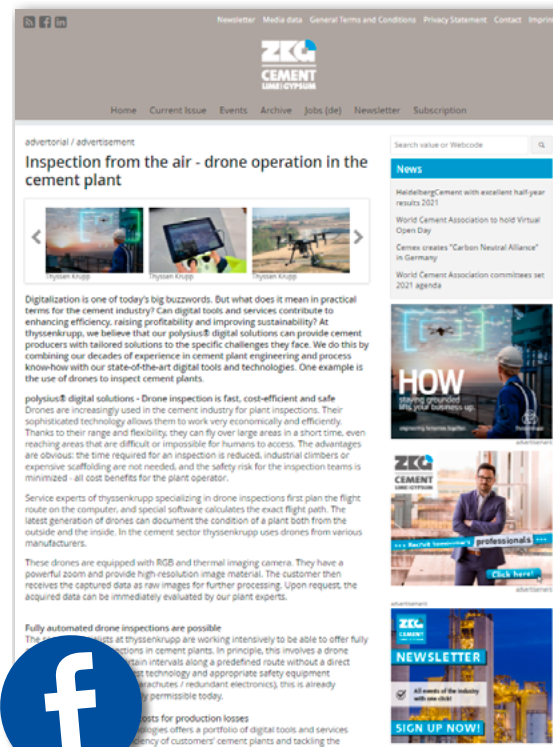 Newsletter Media data General Terms and Conditions Privacy Statement Contact Imprint
ZKG
CEMENT
LIME GYPSUM
Home Current Issue Events Archive Jobs (de) Newsletter Subscription
advertorial / advertisement
Inspection from the air - drone operation in the
cement plant
Thyssen Krupp Thyssen Krupp Thyssen Krupp
Digitalization is one of today's big buzzwords. But what does it mean in practical
terms for the cement industry? Can digital tools and services contribute to
enhancing efficiency, raising profitability and improving sustainability? At
thyssenkrupp, we believe that our polysius® digital solutions can provide cement
producers with tailored solutions to the specific challenges they face. We do this by
combining our decades of experience in cement plant engineering and process
know-how with our state-of-the-art digital tools and technologies. One example is
the use of drones to inspect cement plants.
polysius® digital solutions - Drone inspection is fast, cost-efficient and safe
Drones are increasingly used in the cement industry for plant inspections. Their
sophisticated technology allows them to work very economically and efficiently.
Thanks to their range and flexibility, they can fly over large areas in a short time, even
reaching areas that are difficult or impossible for humans to access. The advantages
are obvious: the time required for an inspection is reduced, industrial climbers or
expensive scaffolding are not needed, and the safety risk for the inspection teams is
minimized - all cost benefits for the plant operator.
Service experts of thyssenkrupp specializing in drone inspections first plan the flight
route on the computer, and special software calculates the exact flight path. The
latest generation of drones can document the condition of a plant both from the
outside and the inside. In the cement sector thyssenkrupp uses drones from various
manufacturers.
These drones are equipped with RGB and thermal imaging camera. They have a
powerful zoom and provide high-resolution image material. The customer then
receives the captured data as raw images for further processing. Upon request, the
acquired data can be immediately evaluated by our plant experts.
Fully automated drone inspections are possible
The alists at thyssenkrupp are working intensively to be able to offer fully
ections in cement plants. In principle, this involves a drone
rtain intervals along a predefined route without a direct
st technology and appropriate safety equipment
arachutes / redundant electronics), this is already
y permissible today.
osts for production losses
ologies offers a portfolio of digital tools and services
iency of customers' cement plants and tackling the
f
Search value or Webcode
News
HeidelbergCement with excellent half-year
results 2021
World Cement Association to hold Virtual
Open Day
Cemex creates "Carbon Neutral Alliance"
in Germany
World Cement Association committees set
2021 agenda
HOW
staying grounded
lifts your business up.
engineering.tomorrow.together.
advertisement
ZKG
CEMENT
LIME GYPSUM
Recruit tomorrow's professionals
Click here!
advertisement
advertisement
ZKG
CEMENT
NEWSLETTER
All events of the industry
with one click!
SIGN UP NOW!